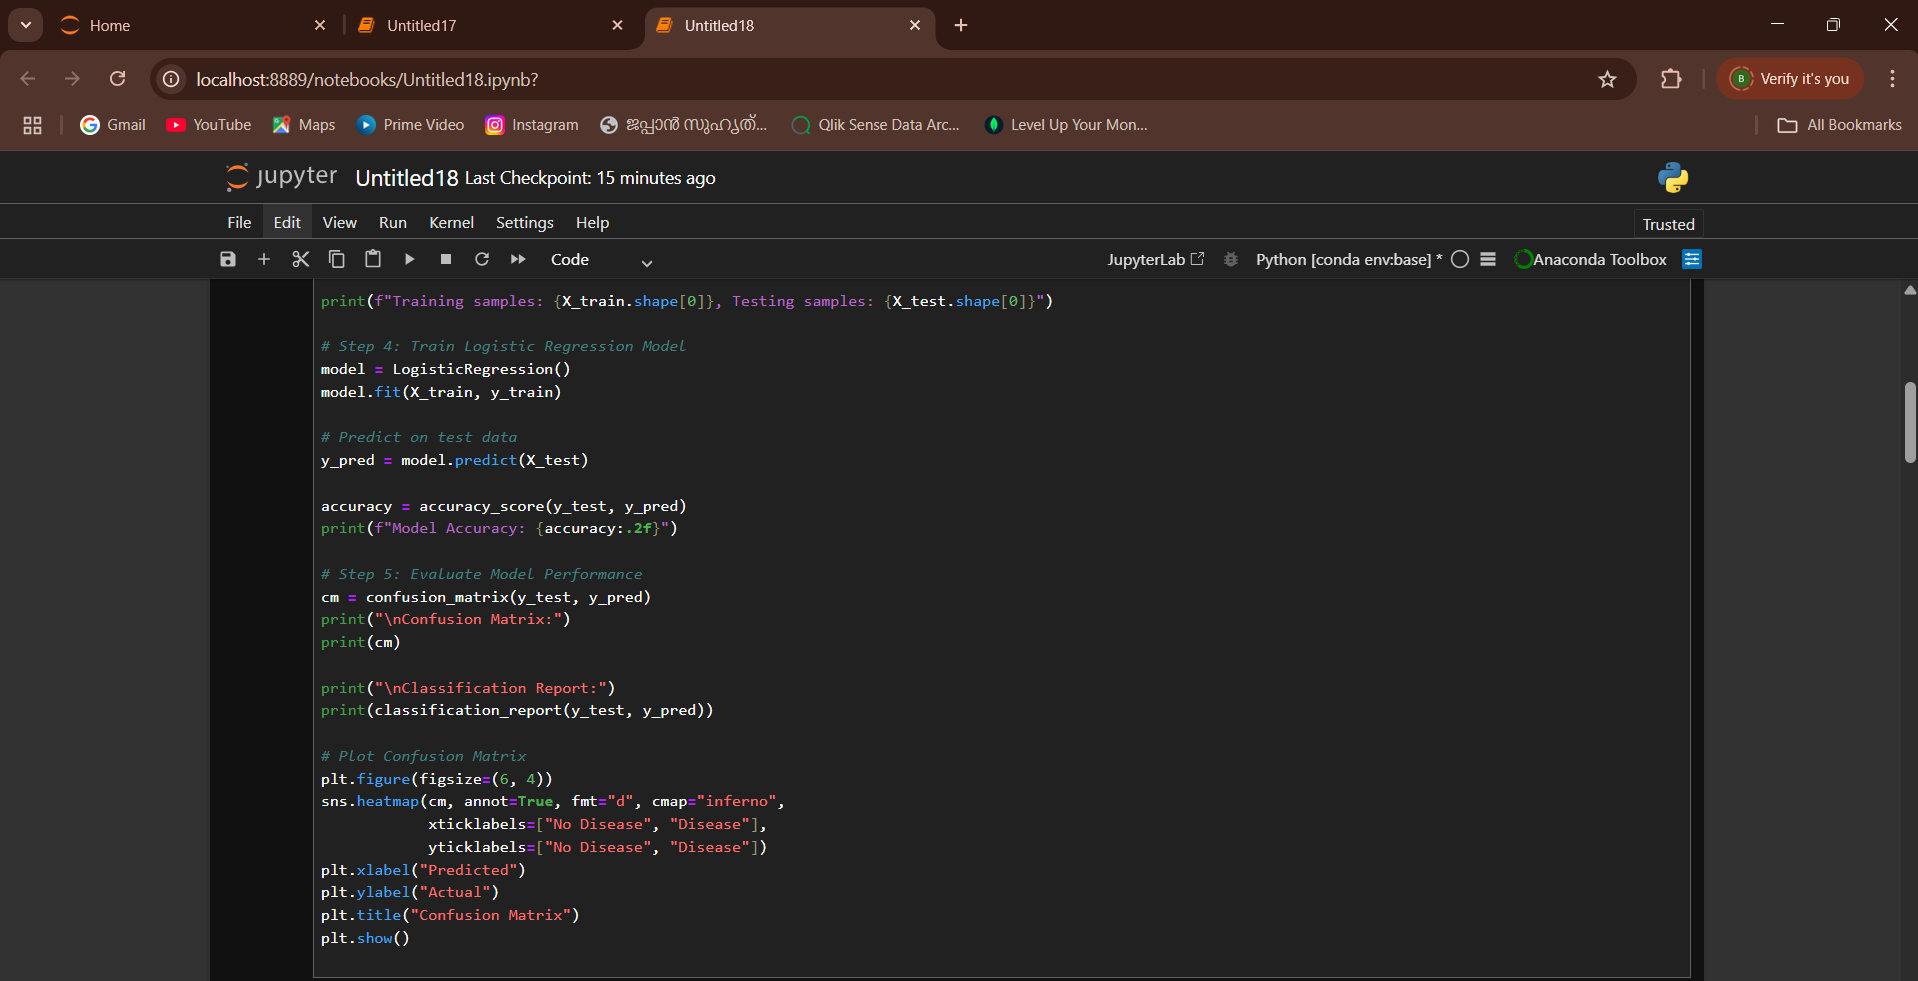 Home
Untitled17
Untitled18
localhost:8889/notebooks/Untitled18.ipynb?
B
Verify it's you
Gmail
YouTube
Maps
Prime Video
Instagram
ജപ്പാൻ സുഹൃത്...
Qlik Sense Data Arc...
Level Up Your Mon...
All Bookmarks
jupyter Untitled18 Last Checkpoint: 15 minutes ago
File Edit View Run Kernel Settings Help
Trusted
Code
JupyterLab
Python [conda env:base] *
Anaconda Toolbox
print(f"Training samples: {X_train.shape[0]}, Testing samples: {X_test.shape[0]}")
# Step 4: Train Logistic Regression Model
model = LogisticRegression()
model.fit(X_train, y_train)
# Predict on test data
y_pred = model.predict(X_test)
accuracy = accuracy_score(y_test, y_pred)
print(f"Model Accuracy: {accuracy:.2f}")
# Step 5: Evaluate Model Performance
cm = confusion_matrix(y_test, y_pred)
print("\nConfusion Matrix:")
print(cm)
print("\nClassification Report:")
print(classification_report(y_test, y_pred))
# Plot Confusion Matrix
plt.figure(figsize=(6, 4))
sns.heatmap(cm, annot=True, fmt="d", cmap="inferno",
xticklabels=["No Disease", "Disease"],
yticklabels=["No Disease", "Disease"])
plt.xlabel("Predicted")
plt.ylabel("Actual")
plt.title("Confusion Matrix")
plt.show()